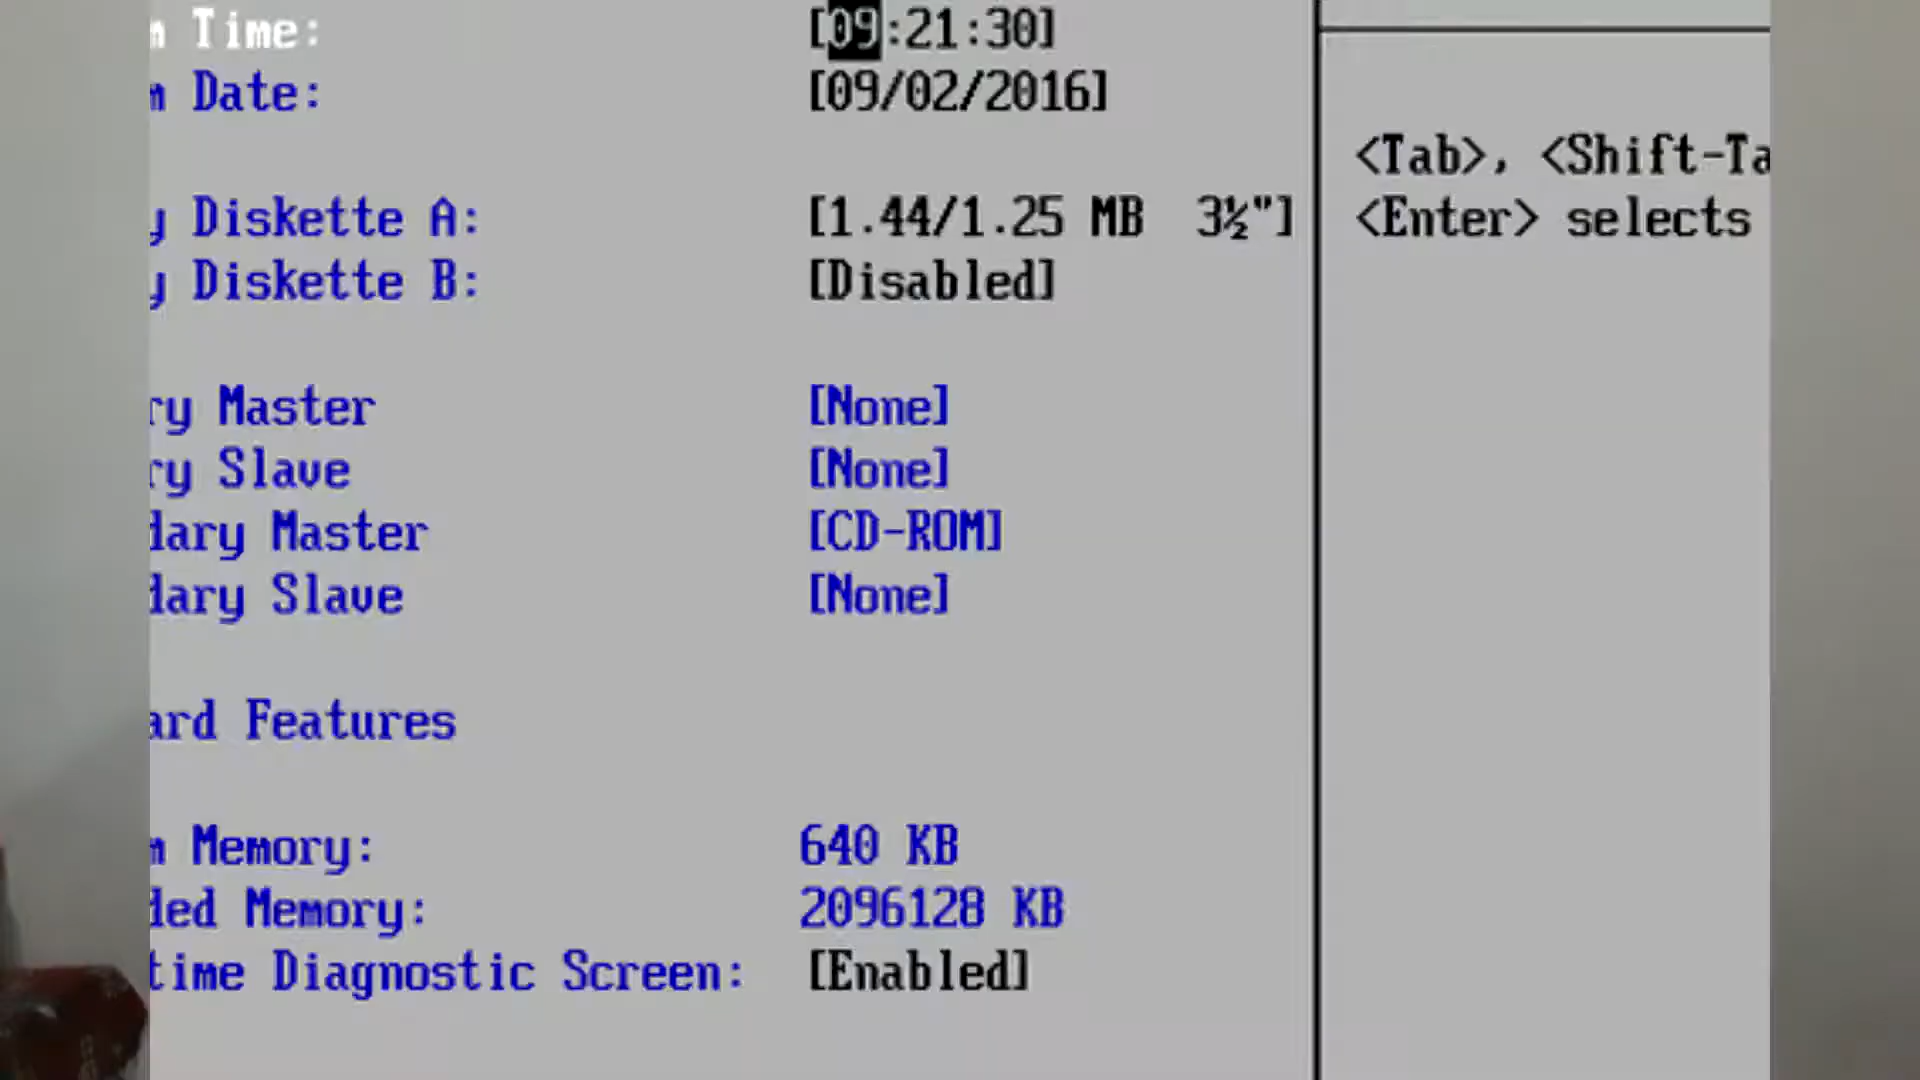 m Time: [09:21:30]
m Date: [09/02/2016]
<Tab>, <Shift-Ta
y Diskette A: [1.44/1.25 MB 3½"] <Enter> selects
y Diskette B: [Disabled]
ry Master [None]
ry Slave [None]
dary Master [CD-ROM]
dary Slave [None]
ard Features
m Memory: 640 KB
ded Memory: 2096128 KB
time Diagnostic Screen: [Enabled]